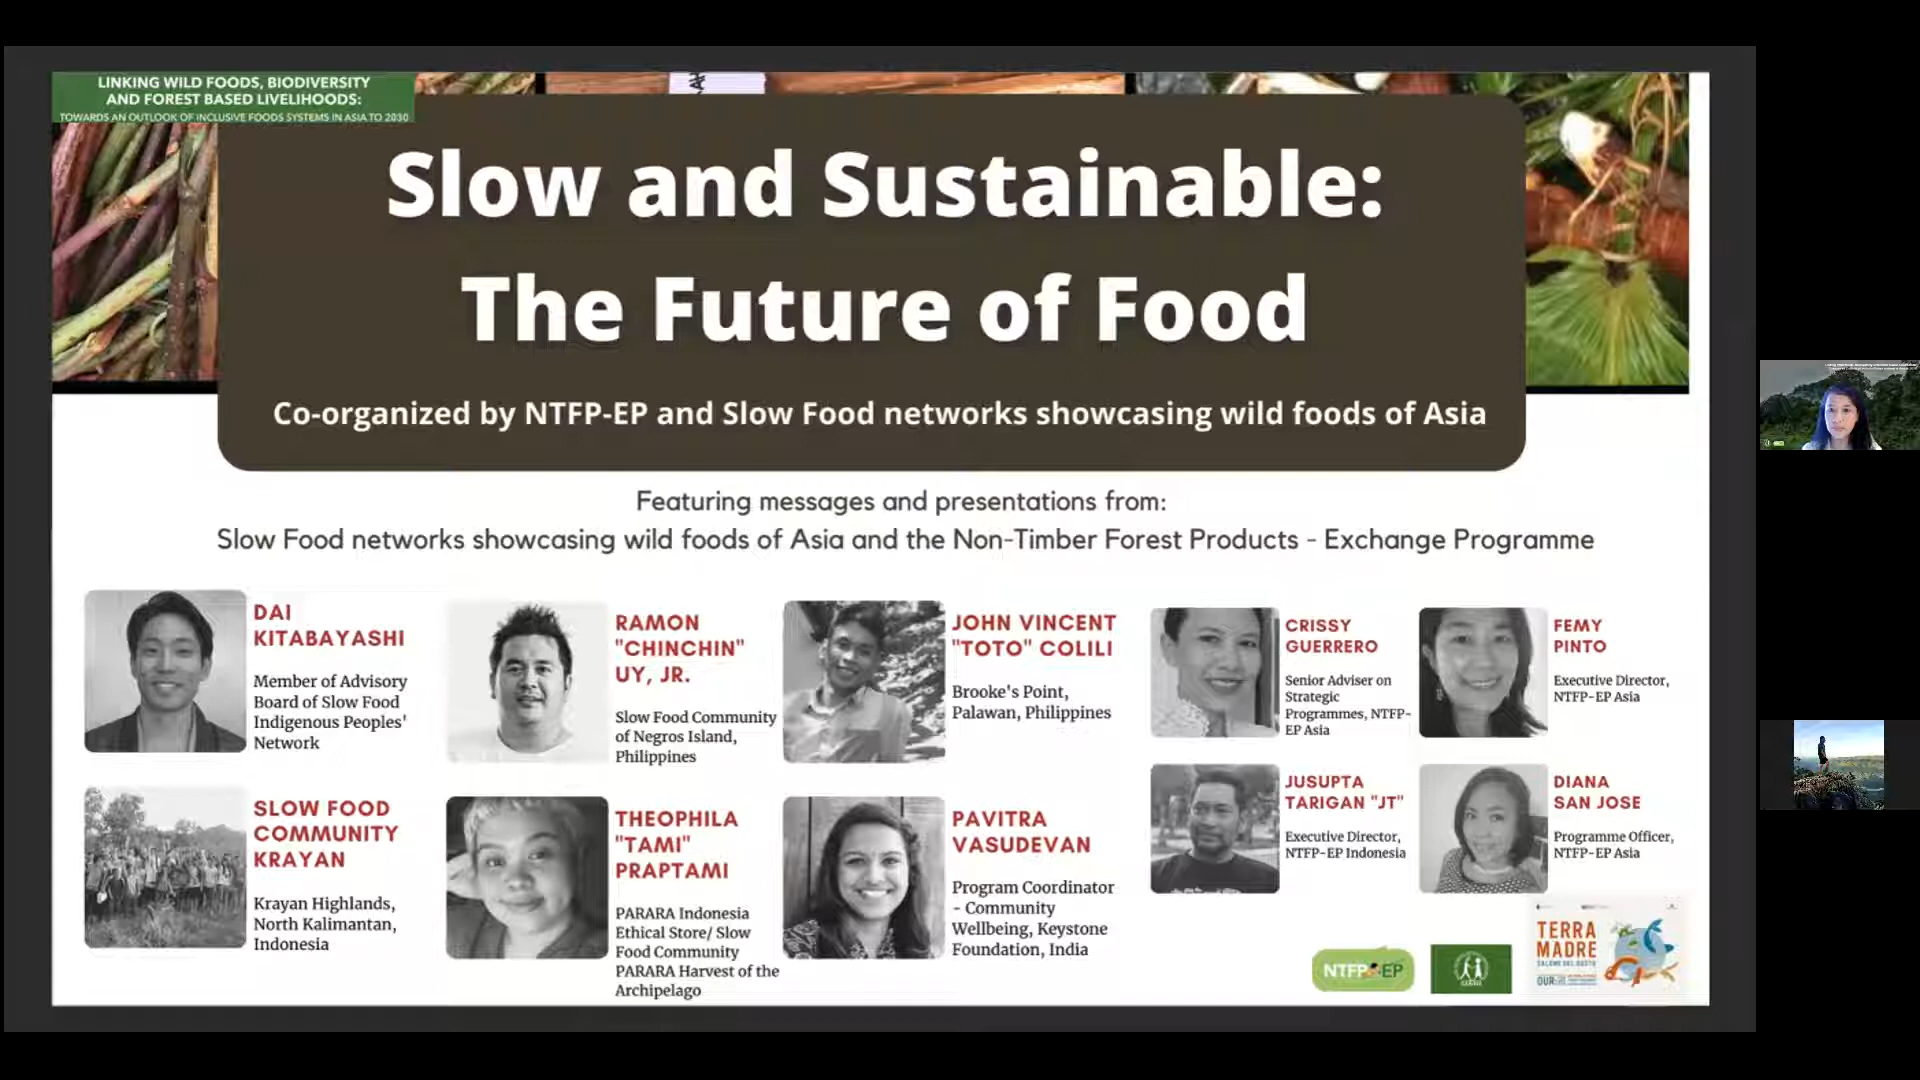 LINKING WILD FOODS, BIODIVERSITY
AND FOREST BASED LIVELIHOODS:
TOWARDS AN OUTLOOK OF INCLUSIVE FOODS SYSTEMS IN ASIA TO 2030
Slow and Sustainable:
The Future of Food
Co-organized by NTFP-EP and Slow Food networks showcasing wild foods of Asia
Featuring messages and presentations from:
Slow Food networks showcasing wild foods of Asia and the Non-Timber Forest Products - Exchange Programme
DAI
KITABAYASHI
Member of Advisory
Board of Slow Food
Indigenous Peoples'
Network
RAMON
"CHINCHIN"
UY, JR.
Slow Food Community
of Negros Island,
Philippines
JOHN VINCENT
"TOTO" COLILI
Brooke's Point,
Palawan, Philippines
CRISSY
GUERRERO
Senior Adviser on
Strategic
Programmes, NTFP-
EP Asia
FEMY
PINTO
Executive Director,
NTFP-EP Asia
SLOW FOOD
COMMUNITY
KRAYAN
Krayan Highlands,
North Kalimantan,
Indonesia
THEOPHILA
"TAMI"
PRAPTAMI
PARARA Indonesia
Ethical Store/ Slow
Food Community
PARARA Harvest of the
Archipelago
PAVITRA
VASUDEVAN
Program Coordinator
- Community
Wellbeing, Keystone
Foundation, India
JUSUPTA
TARIGAN "JT"
Executive Director,
NTFP-EP Indonesia
DIANA
SAN JOSE
Programme Officer,
NTFP-EP Asia
NTFP EP
TERRA
MADRE
SALONE DEL GUSTO